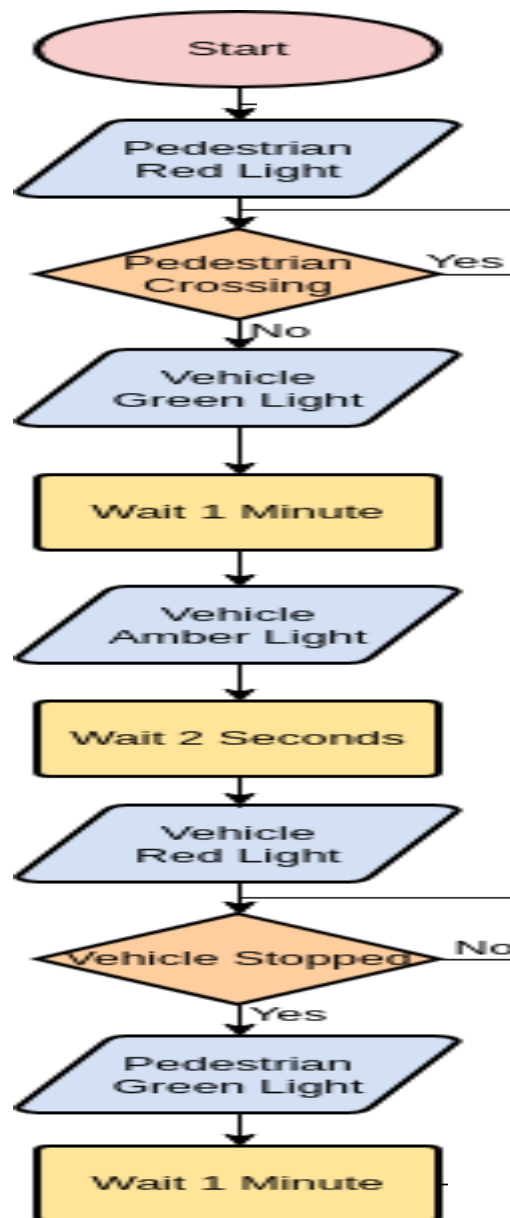 Start
Pedestrian
Red Light
Pedestrian
Crossing
Yes
No
Vehicle
Green Light
Wait 1 Minute
Vehicle
Amber Light
Wait 2 Seconds
Vehicle
Red Light
Vehicle Stopped
No
Yes
Pedestrian
Green Light
Wait 1 Minute